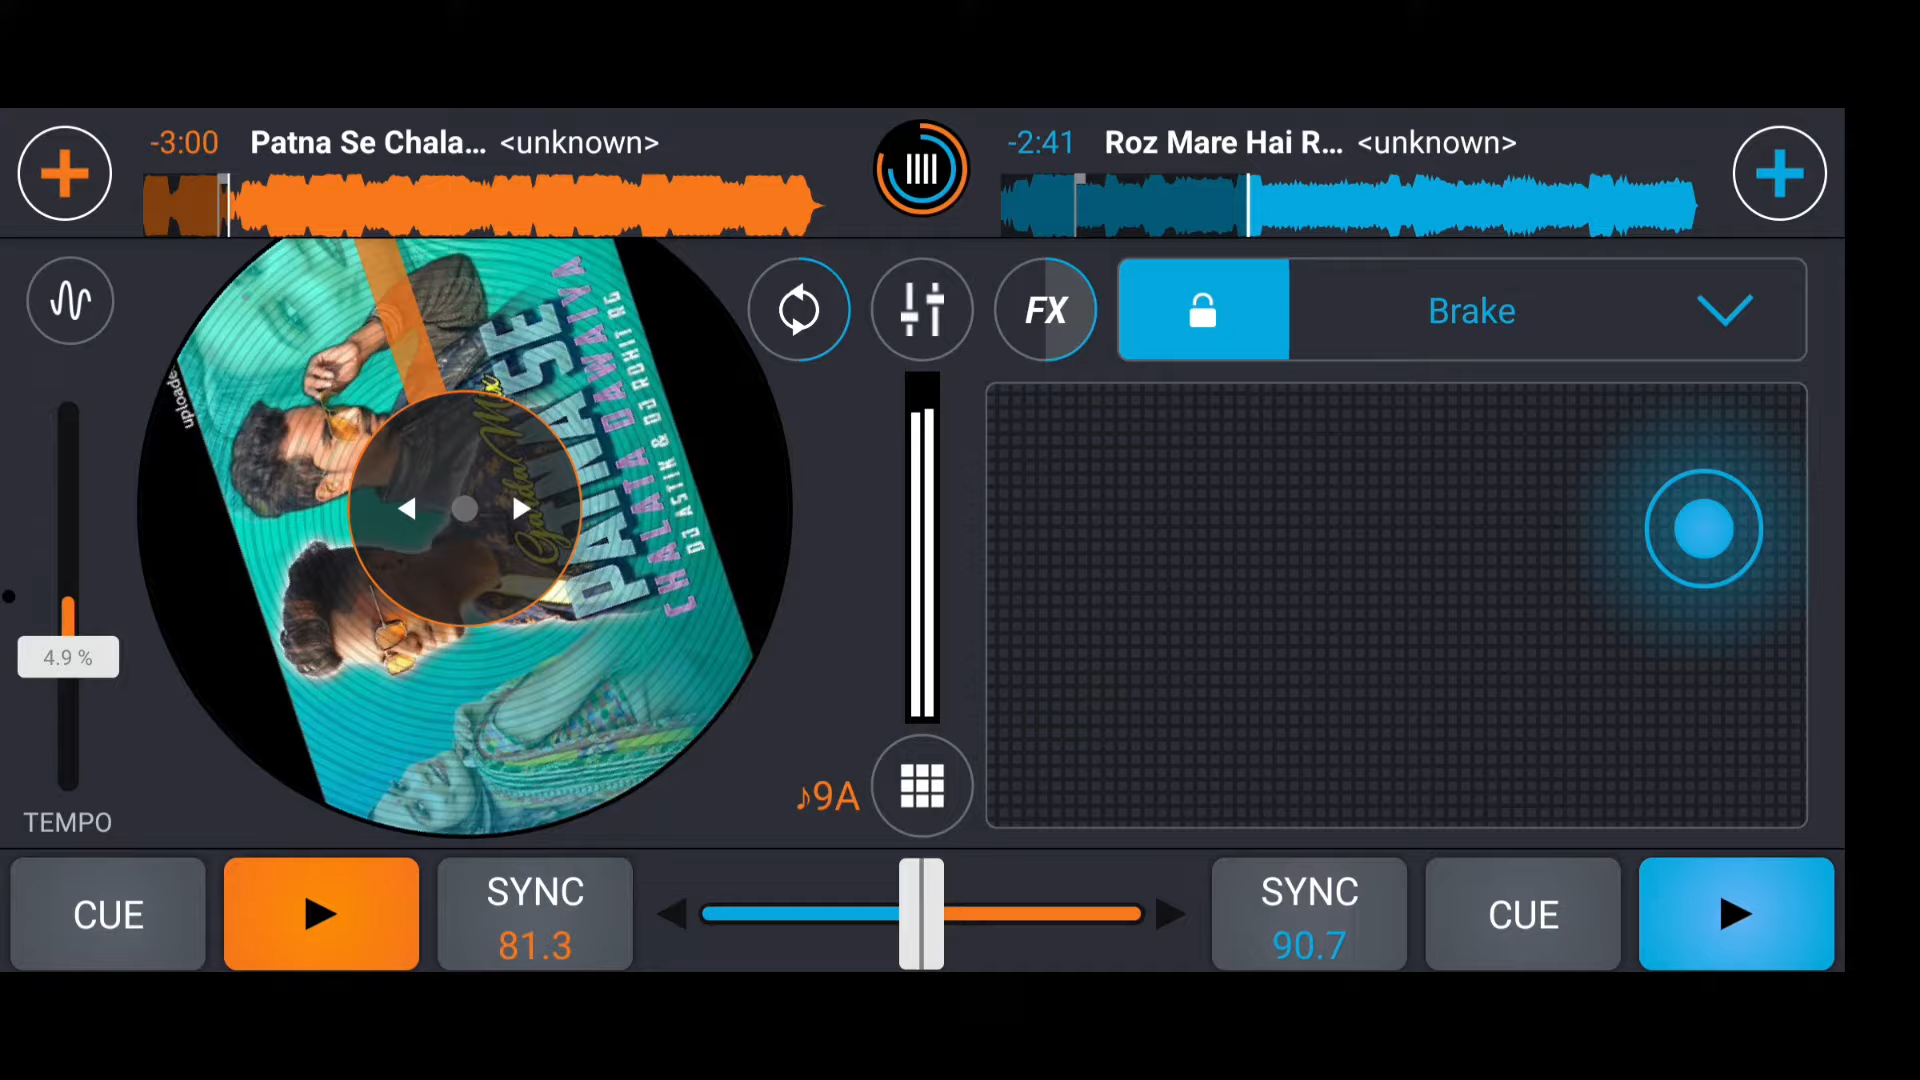 -3:00 Patna Se Chala... <unknown>
-2:41 Roz Mare Hai R... <unknown>
FX
Brake
uploade
PATNA SE
CHALATA DAWAIYA
DJ ASTIK & DJ ROHIT RG
4.9 %
TEMPO
♪9A
CUE
SYNC
81.3
SYNC
90.7
CUE